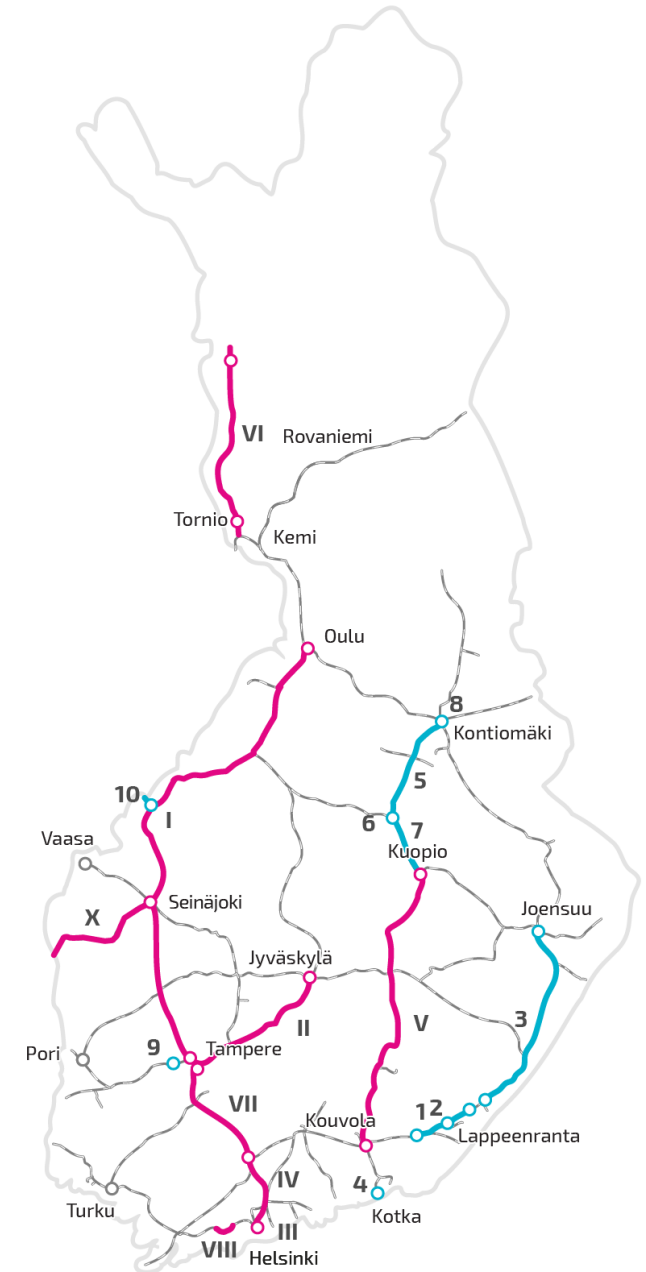 VI
Rovaniemi
Tornio
Kemi
Oulu
8
Kontiomäki
5
10
I
6
7
Vaasa
Kuopio
Seinäjoki
X
Joensuu
Jyväskylä
3
II
V
9
Tampere
Pori
VII
1
2
Kouvola
Lappeenranta
IV
4
Turku
Kotka
III
VIII
Helsinki